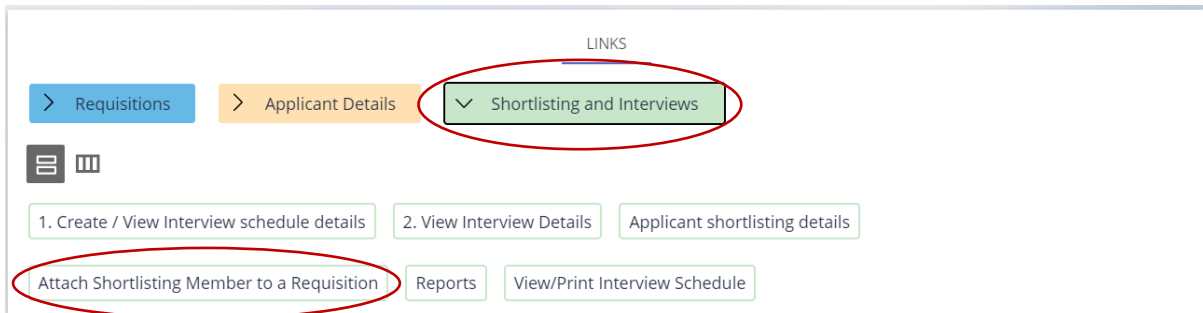 LINKS
Requisitions Applicant Details Shortlisting and Interviews
1. Create / View Interview schedule details 2. View Interview Details Applicant shortlisting details
Attach Shortlisting Member to a Requisition Reports View/Print Interview Schedule